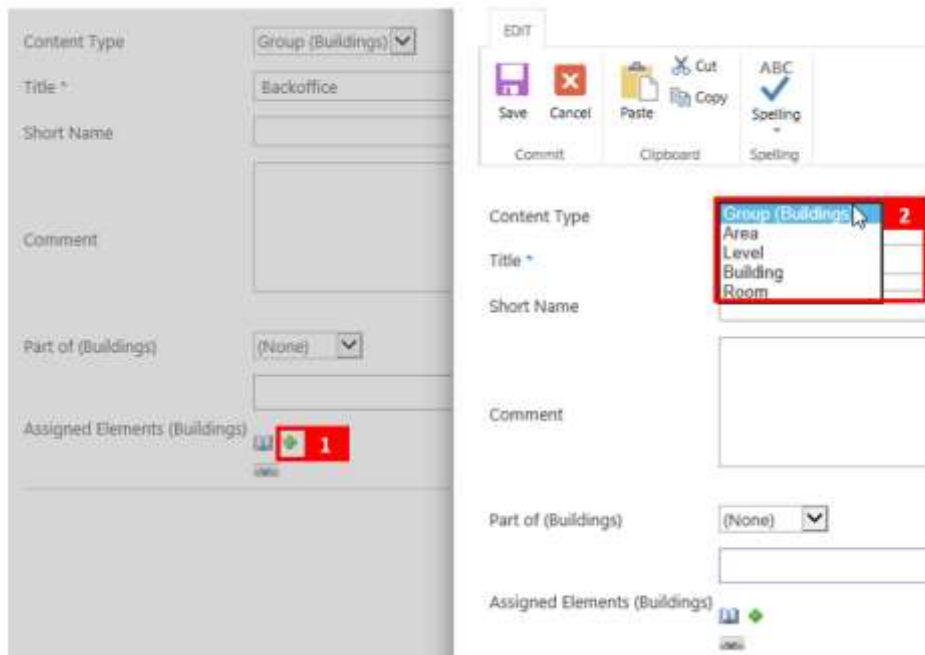 Content Type
Group (Buildings)
Title *
Backoffice
Short Name
Comment
Part of (Buildings)
(None)
Assigned Elements (Buildings)
1
EDIT
Save
Cancel
Paste
Cut
Copy
ABC
Spelling
Commit
Clipboard
Spelling
Content Type
Group (Buildings
2
Area
Level
Building
Room
Title *
Short Name
Comment
Part of (Buildings)
(None)
Assigned Elements (Buildings)